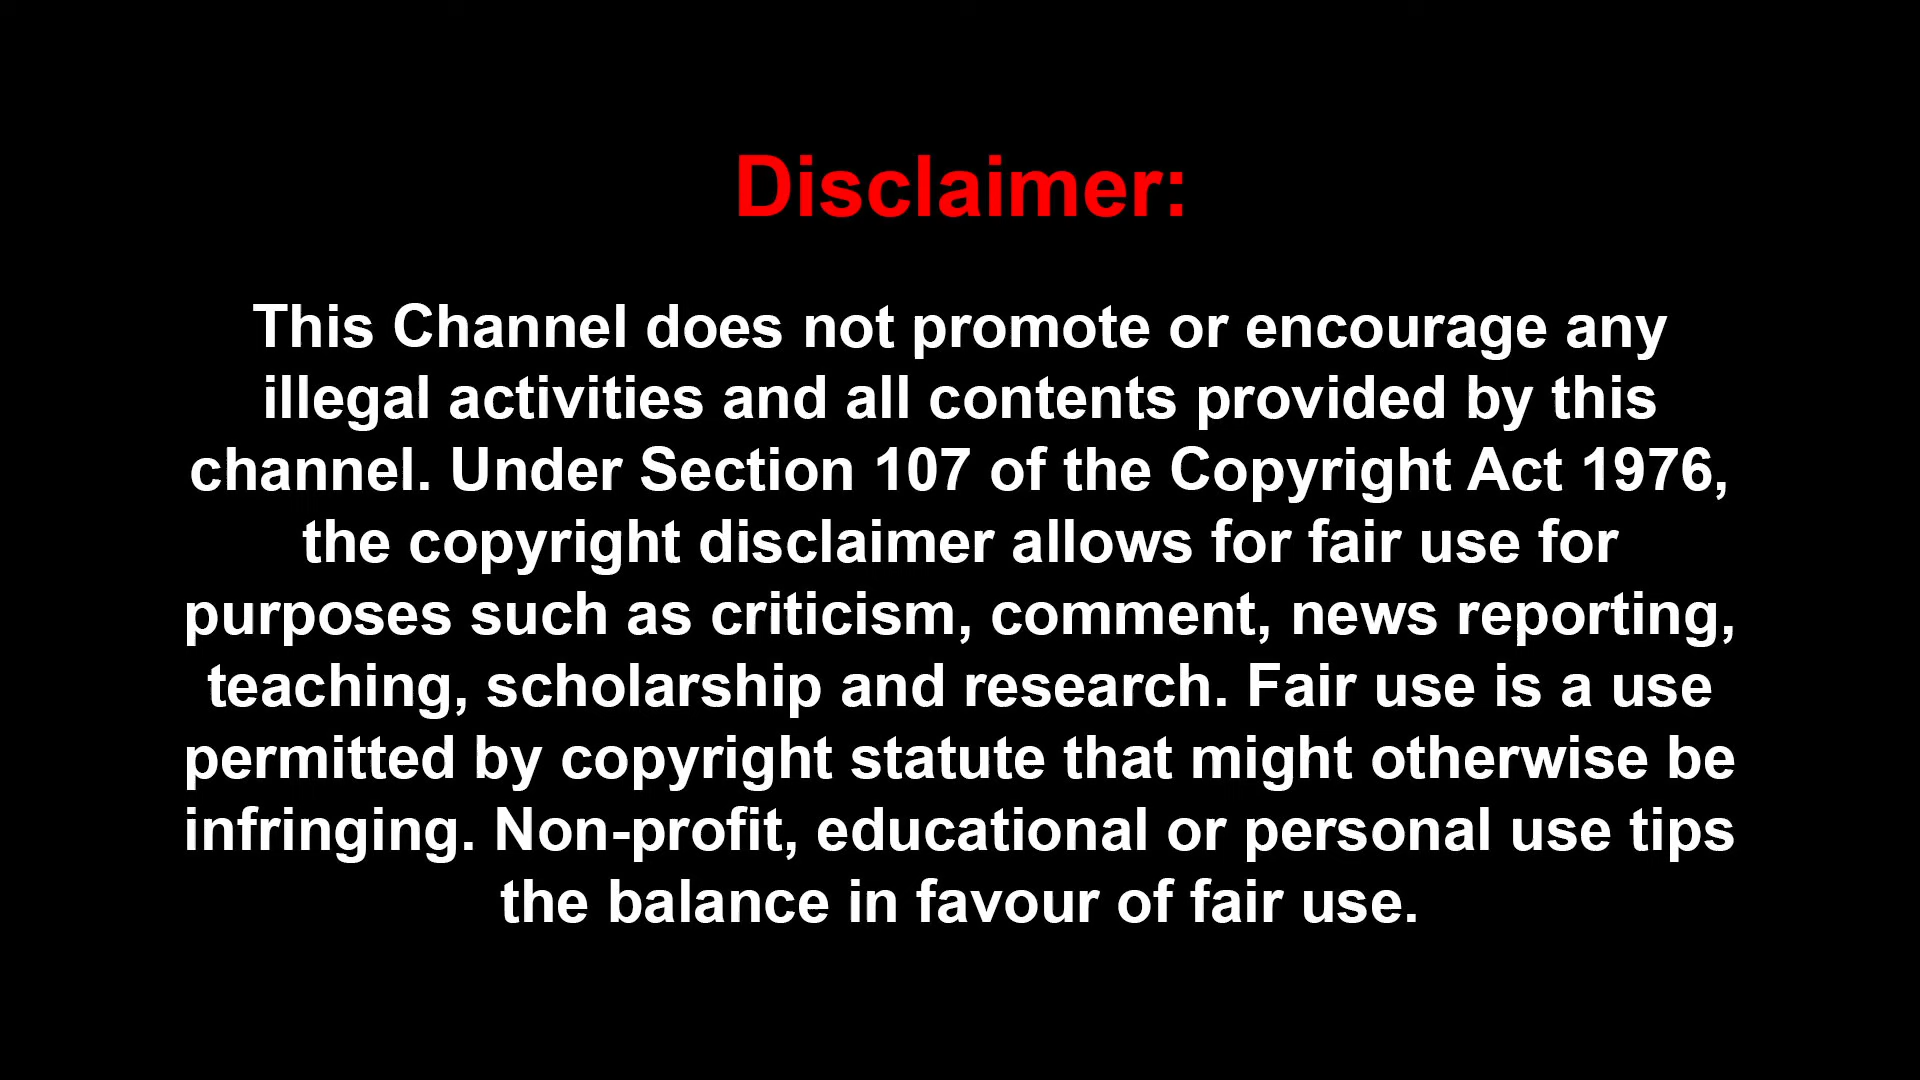 Disclaimer:
This Channel does not promote or encourage any
illegal activities and all contents provided by this
channel. Under Section 107 of the Copyright Act 1976,
the copyright disclaimer allows for fair use for
purposes such as criticism, comment, news reporting,
teaching, scholarship and research. Fair use is a use
permitted by copyright statute that might otherwise be
infringing. Non-profit, educational or personal use tips
the balance in favour of fair use.